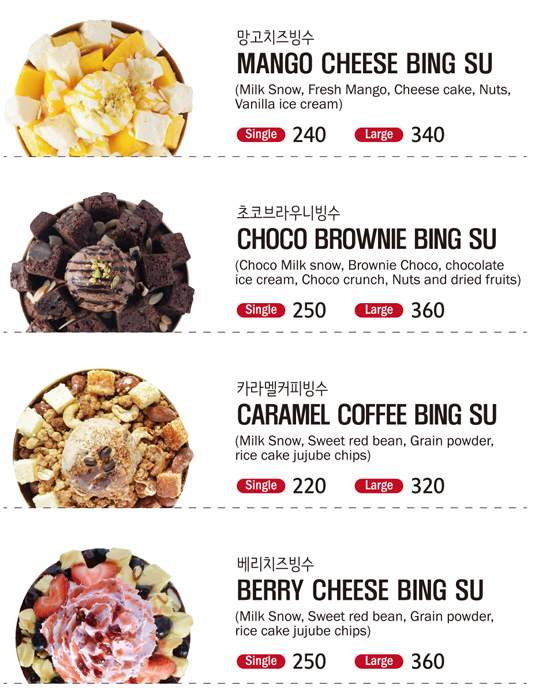 망고치즈빙수
MANGO CHEESE BING SU
(Milk Snow, Fresh Mango, Cheese cake, Nuts,
Vanilla ice cream)
Single 240 Large 340
초코브라우니빙수
CHOCO BROWNIE BING SU
(Choco Milk snow, Brownie Choco, chocolate
ice cream, Choco crunch, Nuts and dried fruits)
Single 250 Large 360
카라멜커피빙수
CARAMEL COFFEE BING SU
(Milk Snow, Sweet red bean, Grain powder,
rice cake jujube chips)
Single 220 Large 320
베리치즈빙수
BERRY CHEESE BING SU
(Milk Snow, Sweet red bean, Grain powder,
rice cake jujube chips)
Single 250 Large 360